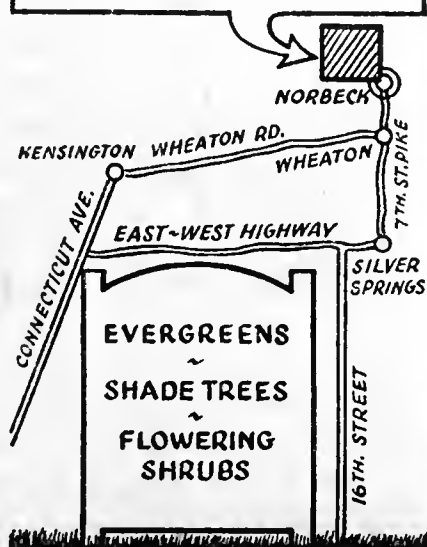 NORBECK
KENSINGTON
WHEATON RD.
WHEATON
7TH. ST. PIKE
CONNECTICUT AVE.
EAST~WEST HIGHWAY
SILVER
SPRINGS
EVERGREENS
~
SHADE TREES
~
FLOWERING
SHRUBS
16TH. STREET